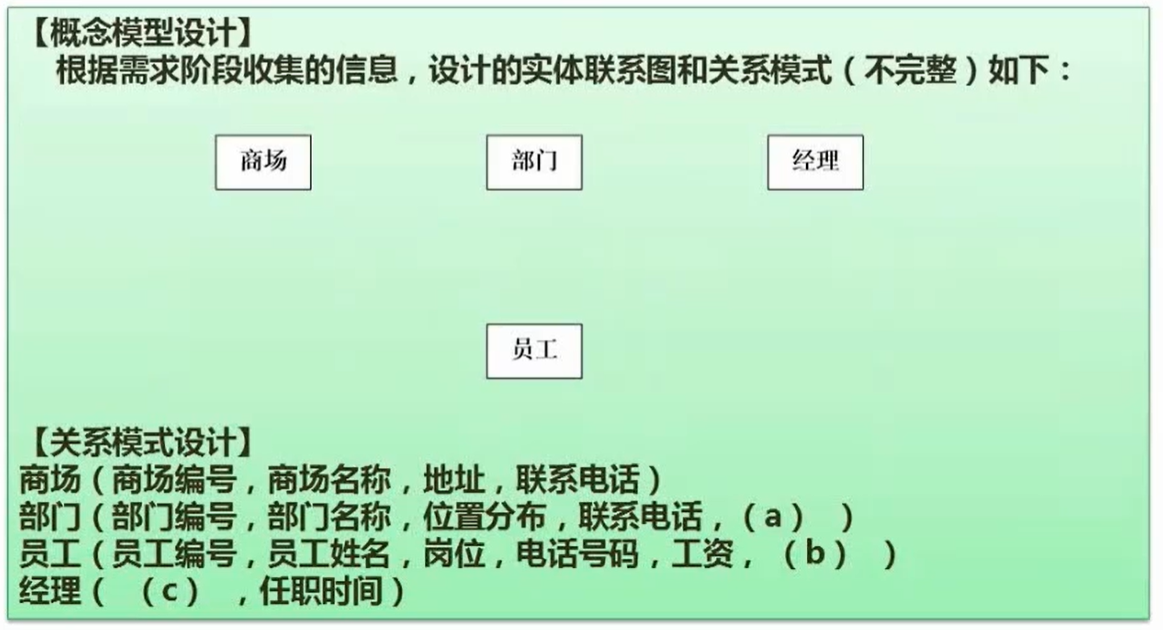 【概念模型设计】
根据需求阶段收集的信息，设计的实体联系图和关系模式（不完整）如下：
商场 部门 经理
员工
【关系模式设计】
商场（商场编号，商场名称，地址，联系电话）
部门（部门编号，部门名称，位置分布，联系电话，（a） ）
员工（员工编号，员工姓名，岗位，电话号码，工资，（b） ）
经理（ （c） ，任职时间）